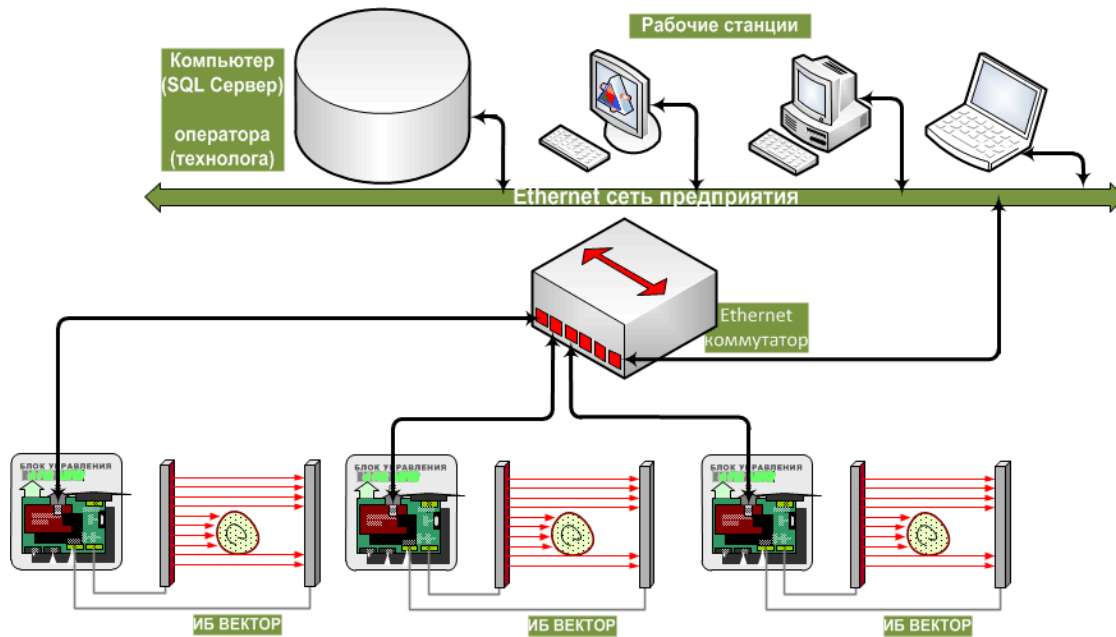 Рабочие станции
Компьютер
(SQL Сервер)
оператора
(технолога)
Ethernet сеть предприятия
Ethernet
коммутатор
БЛОК УПРАВЛЕНИЯ
БЛОК УПРАВЛЕНИЯ
БЛОК УПРАВЛЕНИЯ
ИБ ВЕКТОР
ИБ ВЕКТОР
ИБ ВЕКТОР